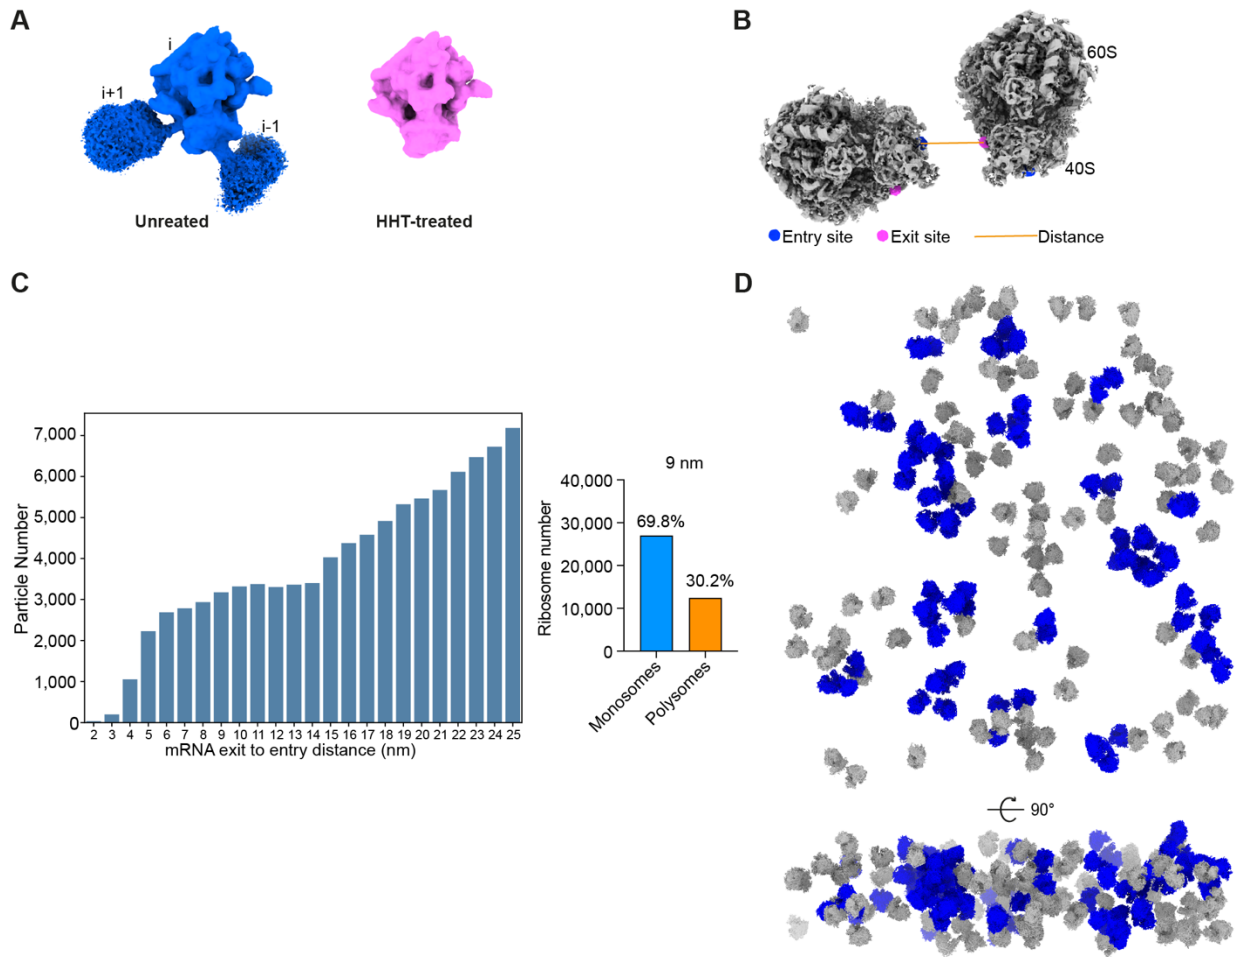 A
i
i+1
i-1
Unreated
HHT-treated
B
60S
40S
Entry site
Exit site
Distance
C
Particle Number
7,000
6,000
5,000
4,000
3,000
2,000
1,000
0
2 3 4 5 6 7 8 9 10 11 12 13 14 15 16 17 18 19 20 21 22 23 24 25
mRNA exit to entry distance (nm)
9 nm
Ribosome number
40,000
30,000
20,000
10,000
0
69.8%
30.2%
Monosomes
Polysomes
D
90°